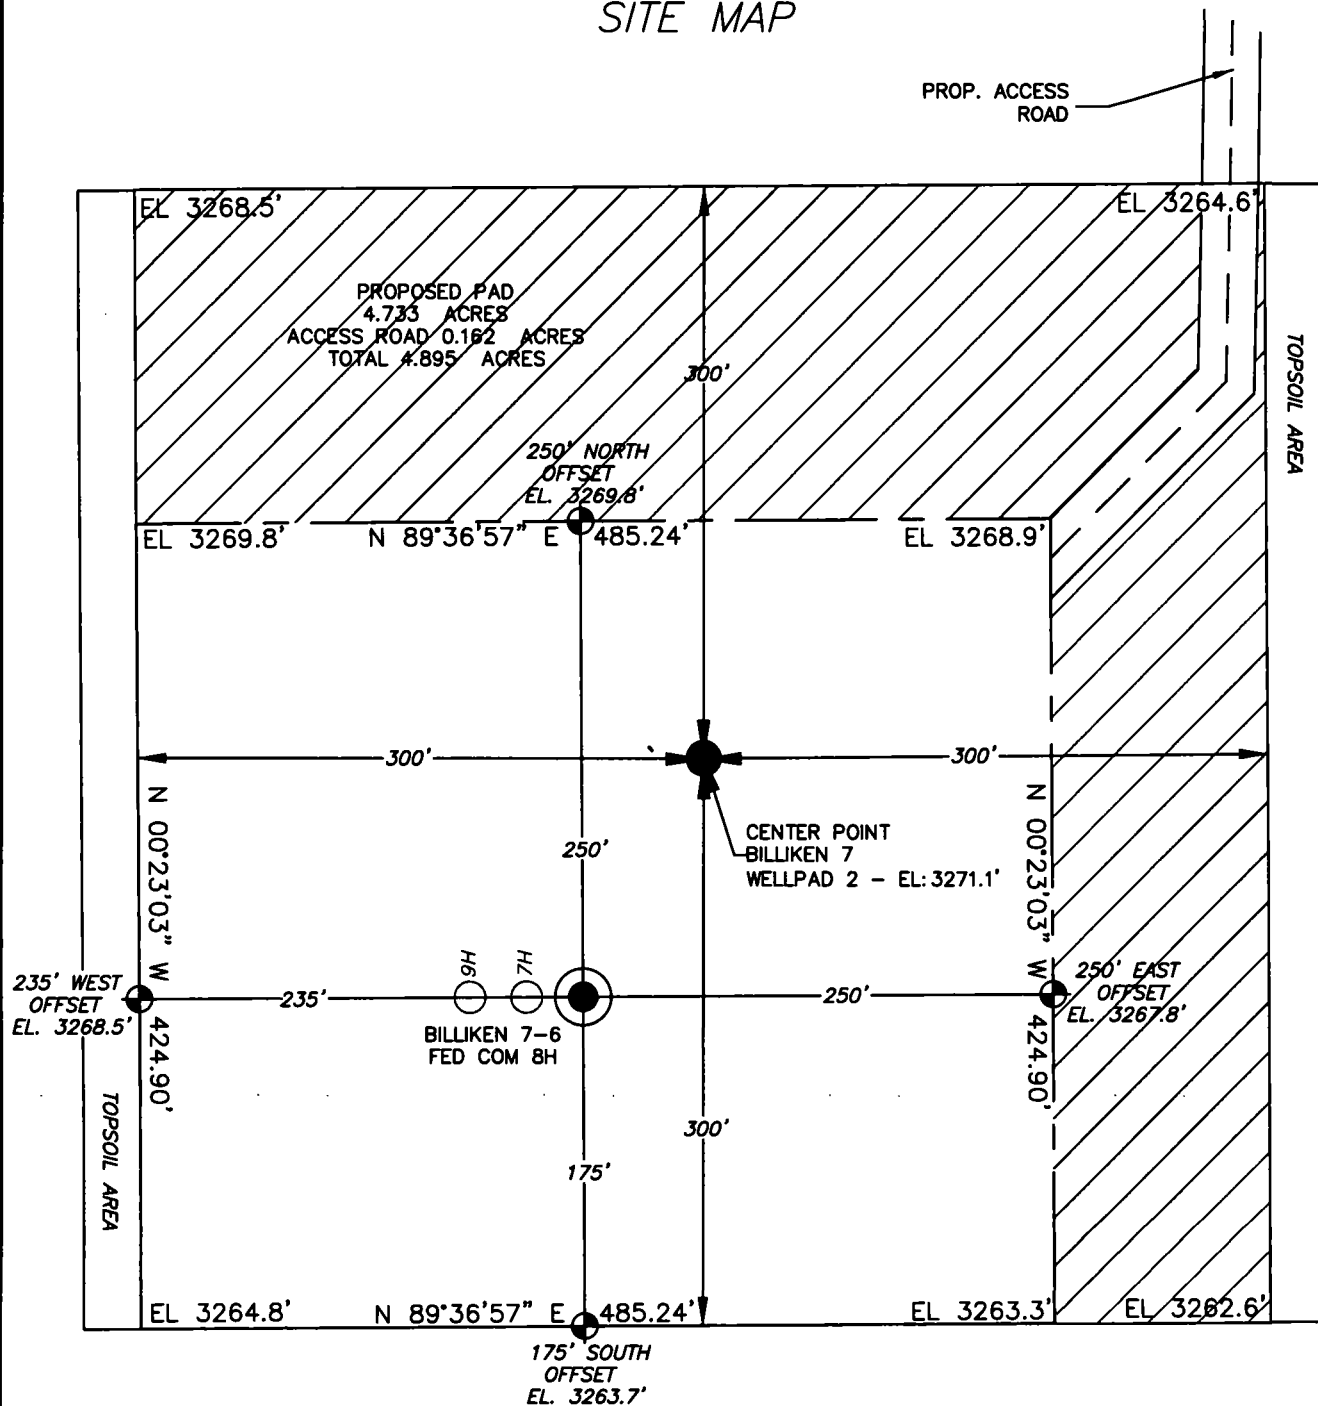 SITE MAP
PROP. ACCESS
ROAD
EL 3268.5'
EL 3264.6'
PROPOSED PAD
4.733 ACRES
ACCESS ROAD 0.162 ACRES
TOTAL 4.895 ACRES
300'
TOPSOIL AREA
250' NORTH
OFFSET
EL. 3269.8'
EL 3269.8'
N 89°36'57" E 485.24'
EL 3268.9'
300'
300'
N 00°23'03" W 424.90'
N 00°23'03" W 424.90'
CENTER POINT
BILLIKEN 7
WELLPAD 2 - EL: 3271.1'
250'
235' WEST
OFFSET
EL. 3268.5'
235'
6H
7H
250'
250' EAST
OFFSET
EL. 3267.8'
BILLIKEN 7-6
FED COM 8H
TOPSOIL AREA
300'
175'
EL 3264.8'
N 89°36'57" E 485.24'
EL 3263.3'
EL 3262.6'
175' SOUTH
OFFSET
EL. 3263.7'